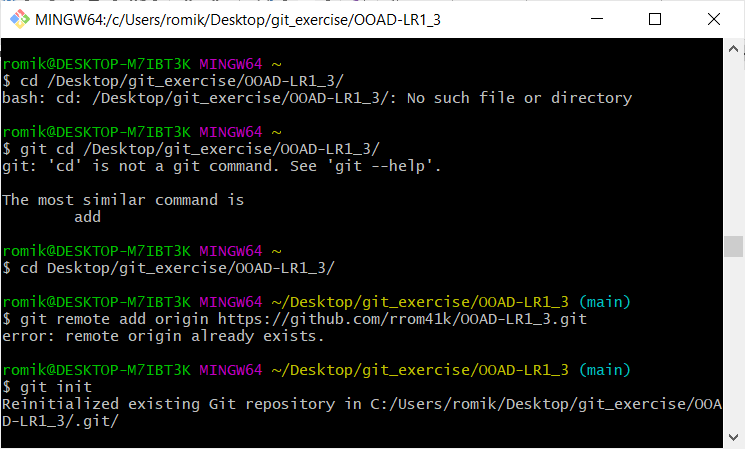 MINGW64:/c/Users/romik/Desktop/git_exercise/OOAD-LR1_3
romik@DESKTOP-M7IBT3K MINGW64 ~
$ cd /Desktop/git_exercise/OOAD-LR1_3/
bash: cd: /Desktop/git_exercise/OOAD-LR1_3/: No such file or directory
romik@DESKTOP-M7IBT3K MINGW64 ~
$ git cd /Desktop/git_exercise/OOAD-LR1_3/
git: 'cd' is not a git command. See 'git --help'.
The most similar command is
add
romik@DESKTOP-M7IBT3K MINGW64 ~
$ cd Desktop/git_exercise/OOAD-LR1_3/
romik@DESKTOP-M7IBT3K MINGW64 ~/Desktop/git_exercise/OOAD-LR1_3 (main)
$ git remote add origin https://github.com/rrom41k/OOAD-LR1_3.git
error: remote origin already exists.
romik@DESKTOP-M7IBT3K MINGW64 ~/Desktop/git_exercise/OOAD-LR1_3 (main)
$ git init
Reinitialized existing Git repository in C:/Users/romik/Desktop/git_exercise/OOA
D-LR1_3/.git/